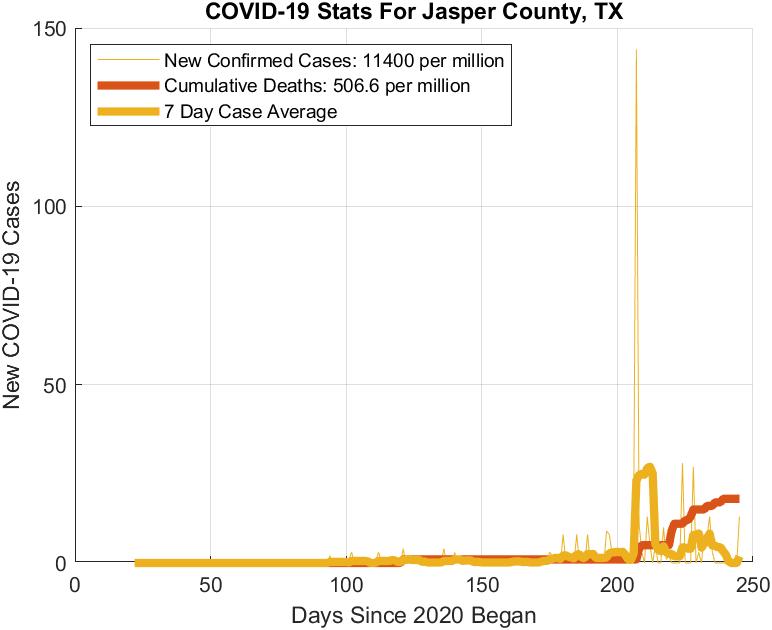 COVID-19 Stats For Jasper County, TX
150
New Confirmed Cases: 11400 per million
Cumulative Deaths: 506.6 per million
7 Day Case Average
100
New COVID-19 Cases
50
0
0 50 100 150 200 250
Days Since 2020 Began